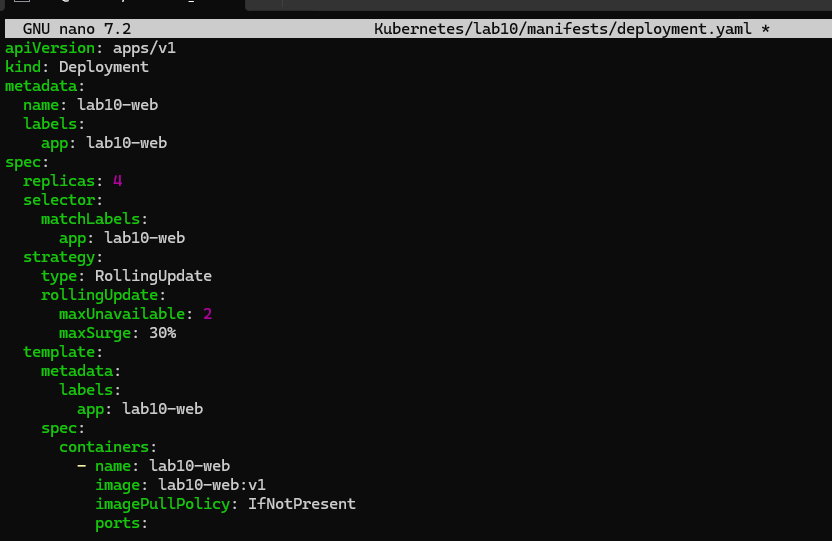 GNU nano 7.2 Kubernetes/lab10/manifests/deployment.yaml *
apiVersion: apps/v1
kind: Deployment
metadata:
  name: lab10-web
  labels:
    app: lab10-web
spec:
  replicas: 4
  selector:
    matchLabels:
      app: lab10-web
  strategy:
    type: RollingUpdate
    rollingUpdate:
      maxUnavailable: 2
      maxSurge: 30%
  template:
    metadata:
      labels:
        app: lab10-web
    spec:
      containers:
        - name: lab10-web
          image: lab10-web:v1
          imagePullPolicy: IfNotPresent
          ports: